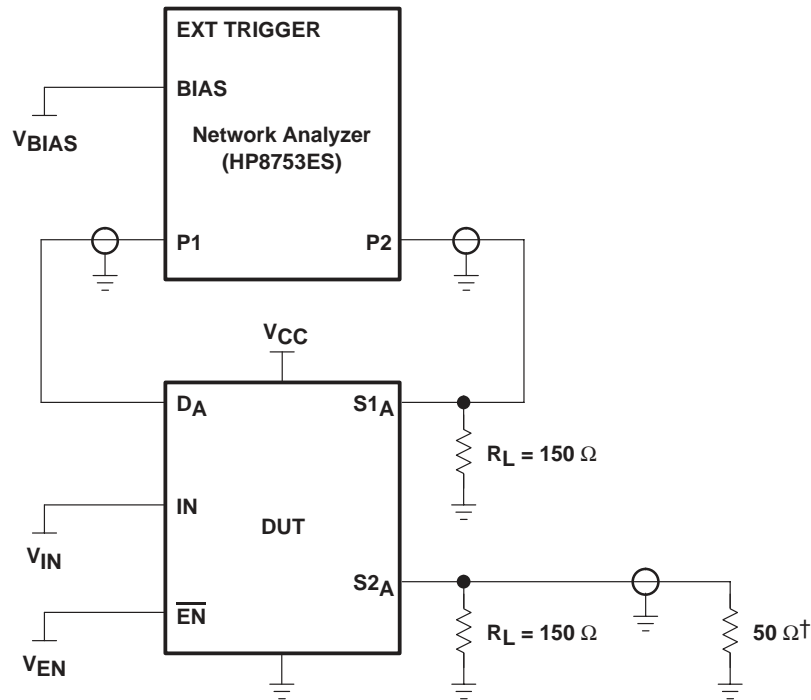 EXT TRIGGER
BIAS
VBIAS
Network Analyzer
(HP8753ES)
P1
P2
VCC
DA
S1A
RL = 150 Ω
IN
DUT
VIN
S2A
EN
RL = 150 Ω
50 Ω†
VEN